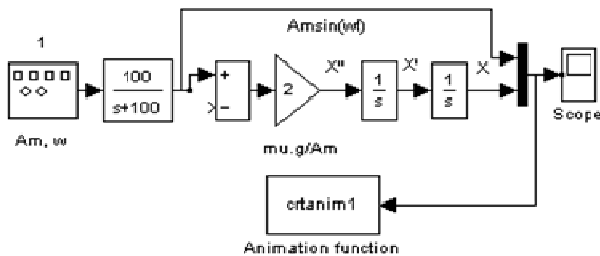 1
Amsin(wt)
100
s+100
+
−
2
X''
1
s
X'
1
s
X
Scope
Am, w
mu.g/Am
crtanim1
Animation function